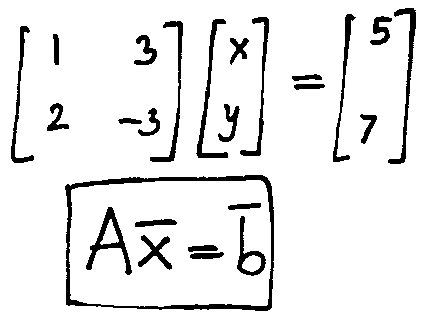 [1 3] [x] = [5]
[2 -3] [y] [7]
Ax̄ = b̄